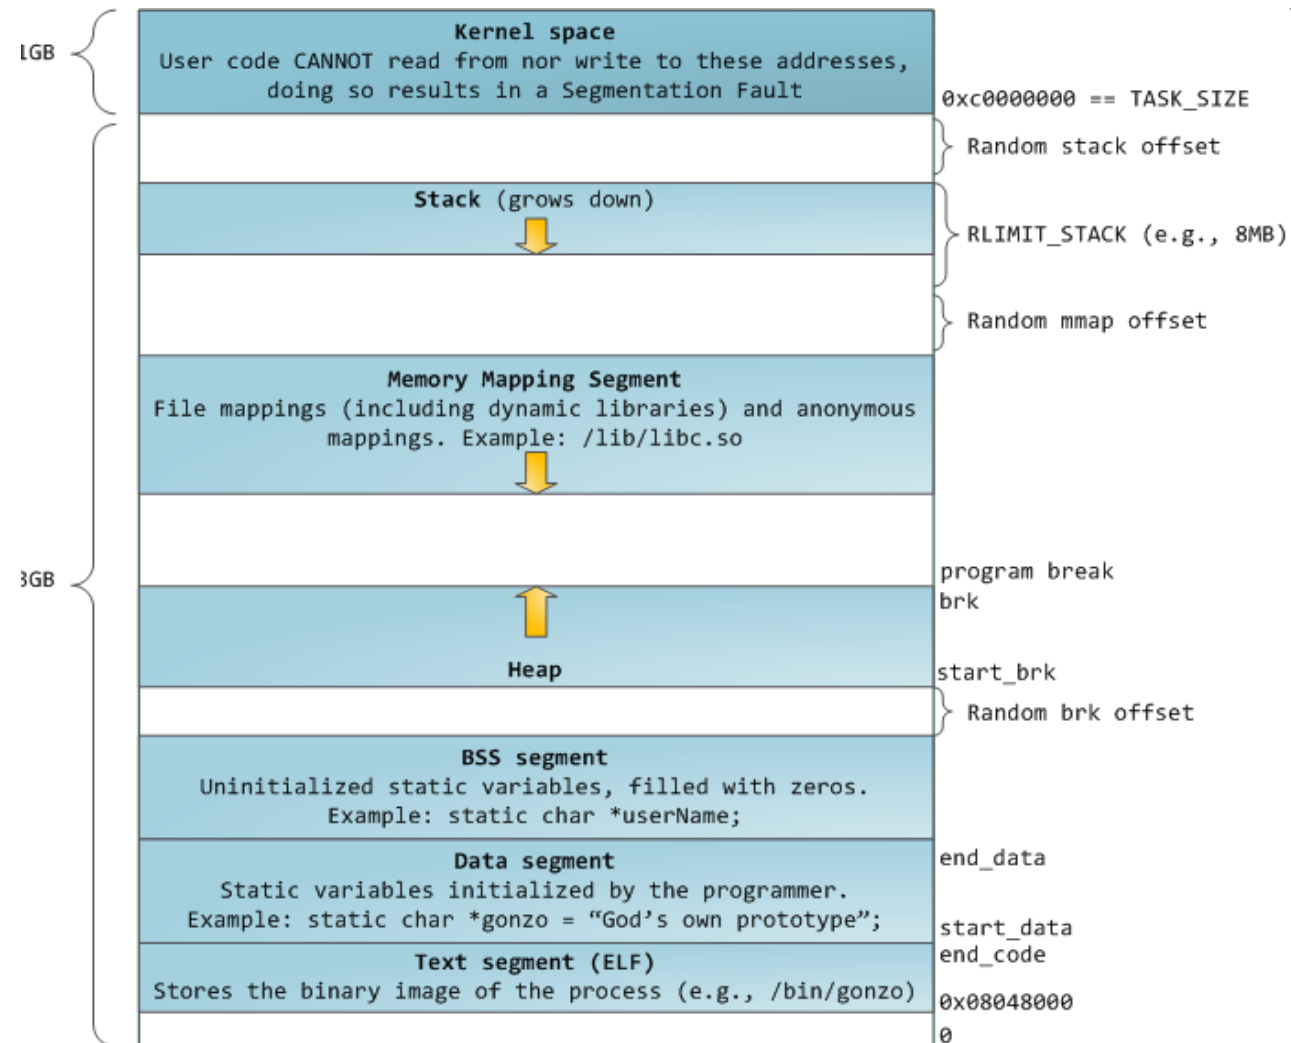 Kernel space
1GB
User code CANNOT read from nor write to these addresses,
doing so results in a Segmentation Fault
0xc0000000 == TASK_SIZE
Random stack offset
Stack (grows down)
RLIMIT_STACK (e.g., 8MB)
Random mmap offset
Memory Mapping Segment
File mappings (including dynamic libraries) and anonymous
mappings. Example: /lib/libc.so
3GB
program break
brk
Heap
start_brk
Random brk offset
BSS segment
Uninitialized static variables, filled with zeros.
Example: static char *userName;
Data segment
end_data
Static variables initialized by the programmer.
Example: static char *gonzo = “God’s own prototype”;
start_data
end_code
Text segment (ELF)
Stores the binary image of the process (e.g., /bin/gonzo)
0x08048000
0